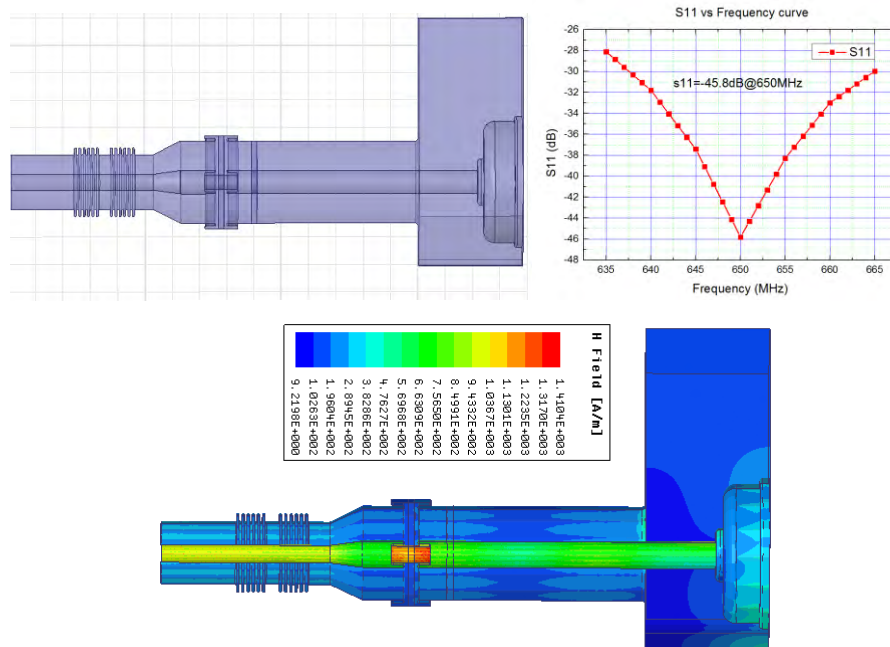 S11 vs Frequency curve
-26
-28
-30
-32
-34
-36
-38
-40
-42
-44
-46
-48
S11 (dB)
S11
s11=-45.8dB@650MHz
635
640
645
650
655
660
665
Frequency (MHz)
H Field [A/m]
1.4104E+003
1.3170E+003
1.2235E+003
1.1301E+003
1.0367E+003
9.4332E+002
8.4991E+002
7.5650E+002
6.6309E+002
5.6968E+002
4.7627E+002
3.8286E+002
2.8945E+002
1.9604E+002
1.0263E+002
9.2198E+000